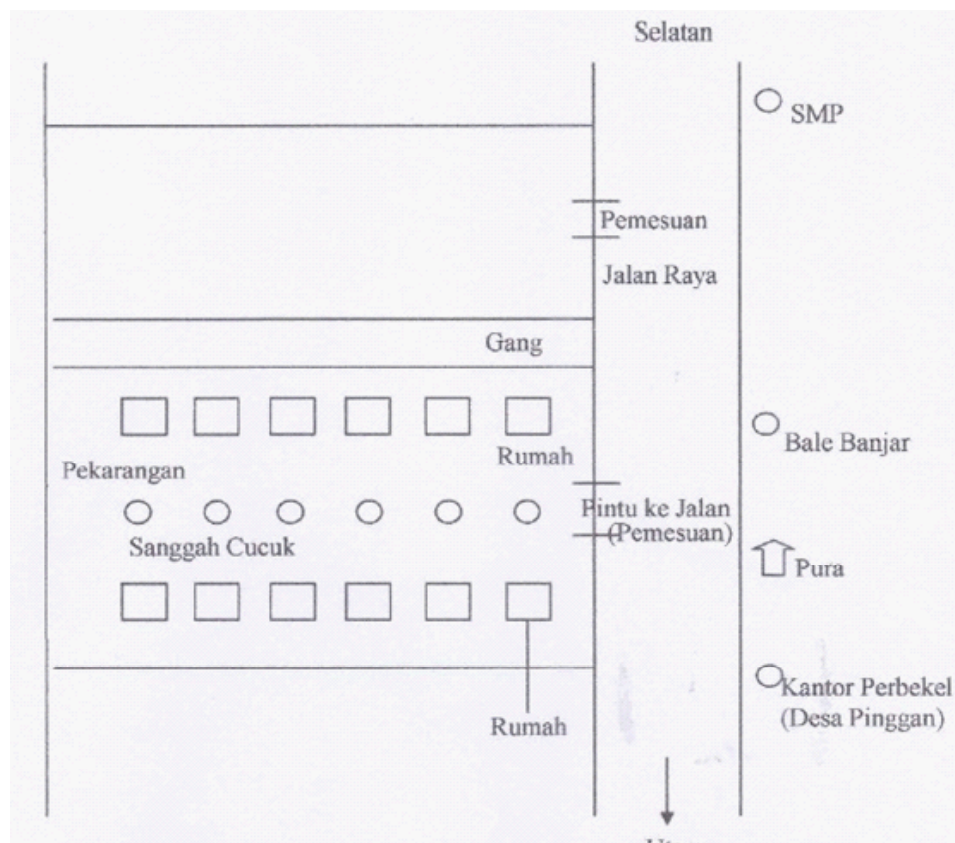 Selatan
SMP
Pemesuan
Jalan Raya
Gang
Bale Banjar
Pekarangan
Rumah
Pintu ke Jalan
(Pemesuan)
Sanggah Cucuk
Pura
Kantor Perbekel
(Desa Pinggan)
Rumah